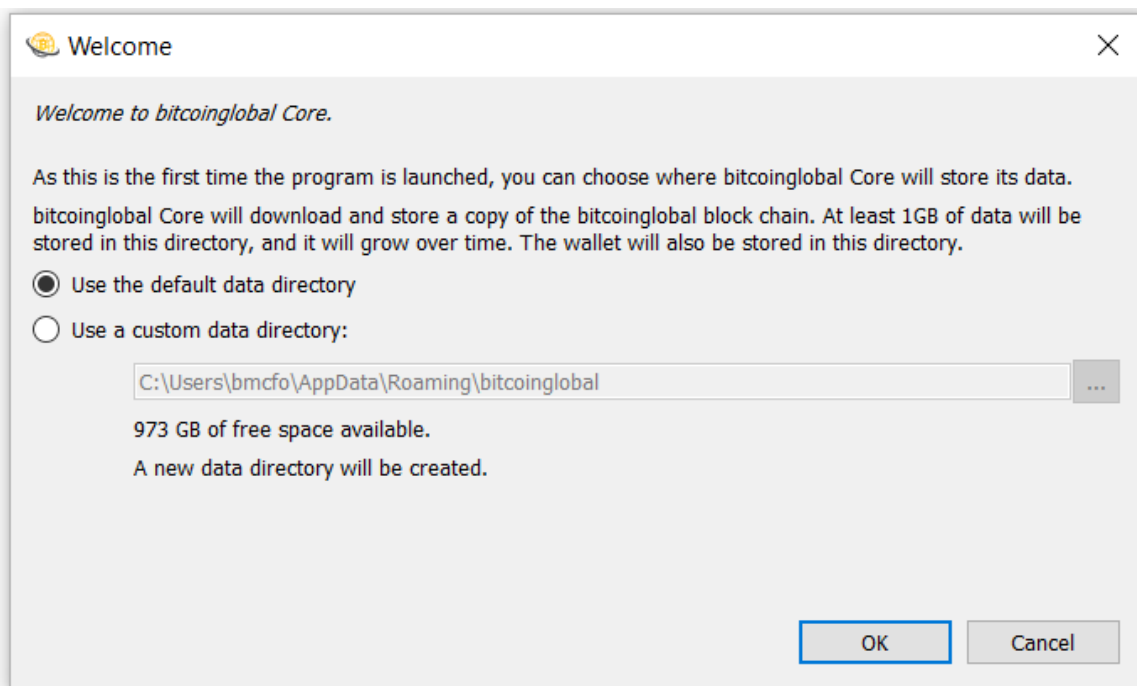 Welcome
Welcome to bitcoinglobal Core.
As this is the first time the program is launched, you can choose where bitcoinglobal Core will store its data.
bitcoinglobal Core will download and store a copy of the bitcoinglobal block chain. At least 1GB of data will be
stored in this directory, and it will grow over time. The wallet will also be stored in this directory.
Use the default data directory
Use a custom data directory:
C:\Users\bmcfo\AppData\Roaming\bitcoinglobal
...
973 GB of free space available.
A new data directory will be created.
OK
Cancel